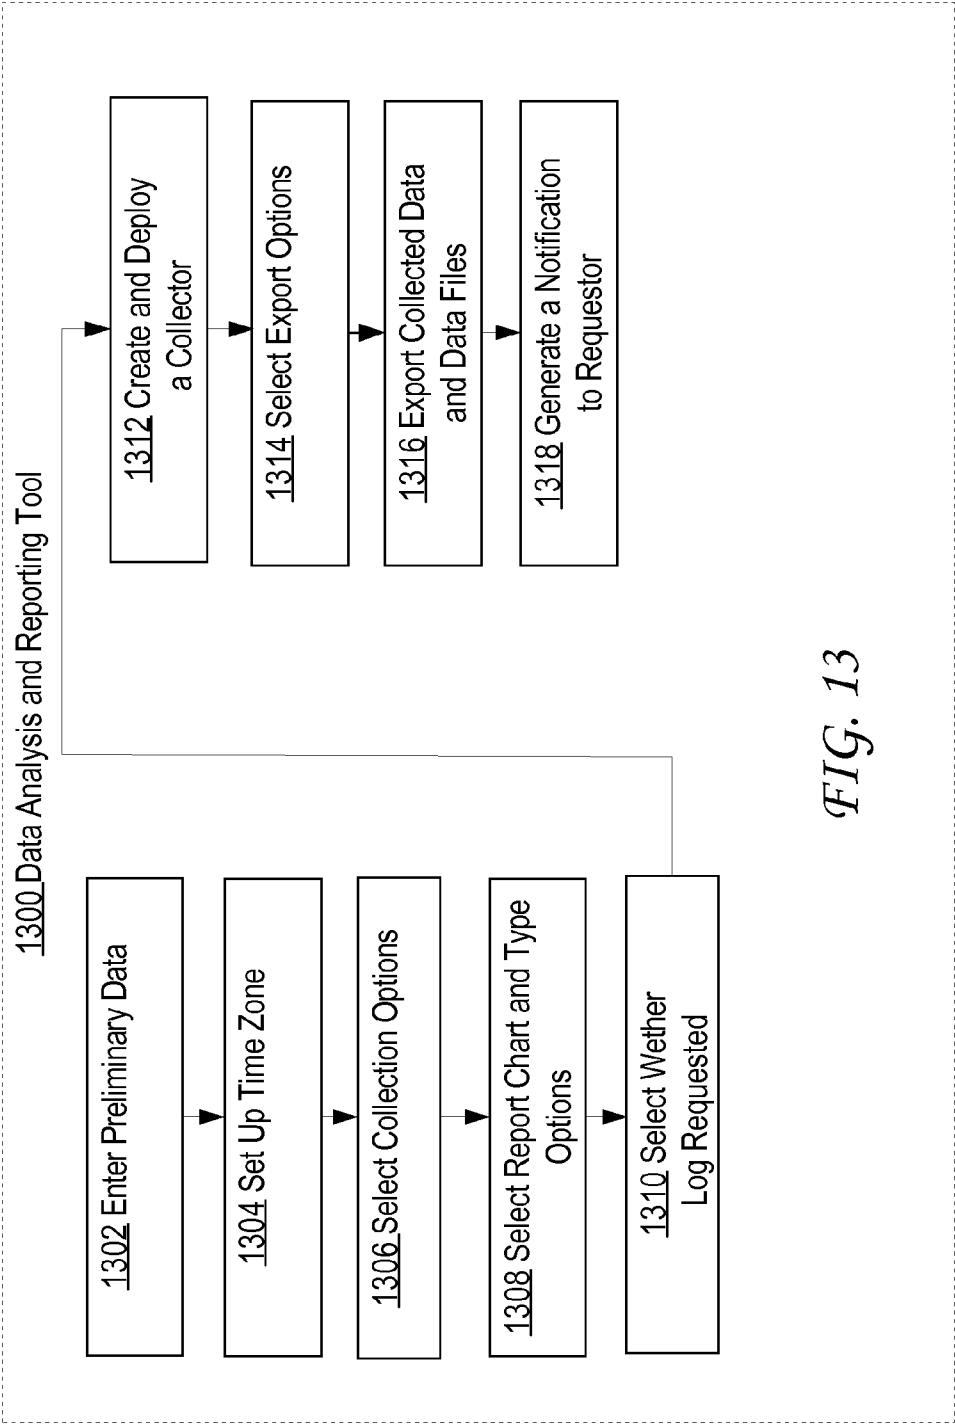 1300 Data Analysis and Reporting Tool
1302 Enter Preliminary Data
1304 Set Up Time Zone
1306 Select Collection Options
1308 Select Report Chart and Type
Options
1310 Select Wether
Log Requested
1312 Create and Deploy
a Collector
1314 Select Export Options
1316 Export Collected Data
and Data Files
1318 Generate a Notification
to Requestor
FIG. 13